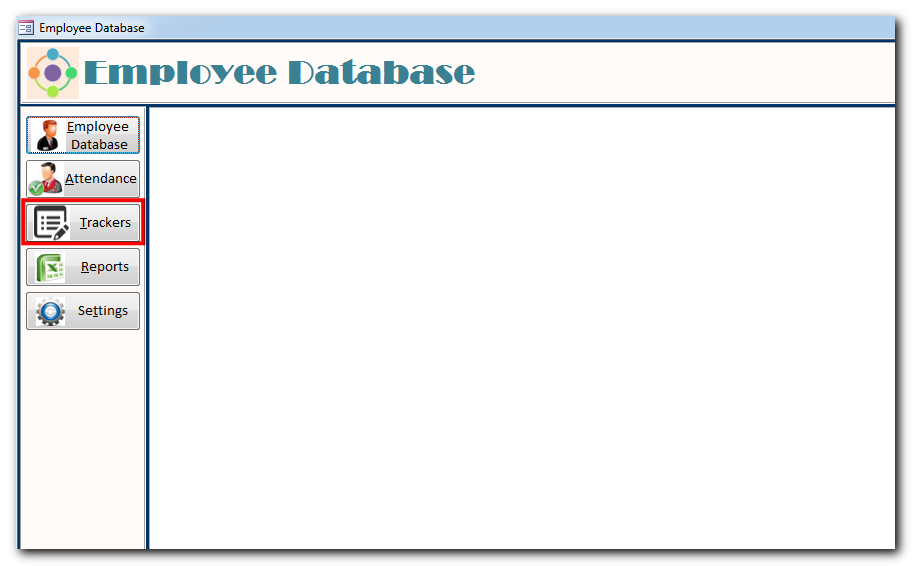 Employee Database
Employee Database
Employee
Database
Attendance
Trackers
Reports
Settings